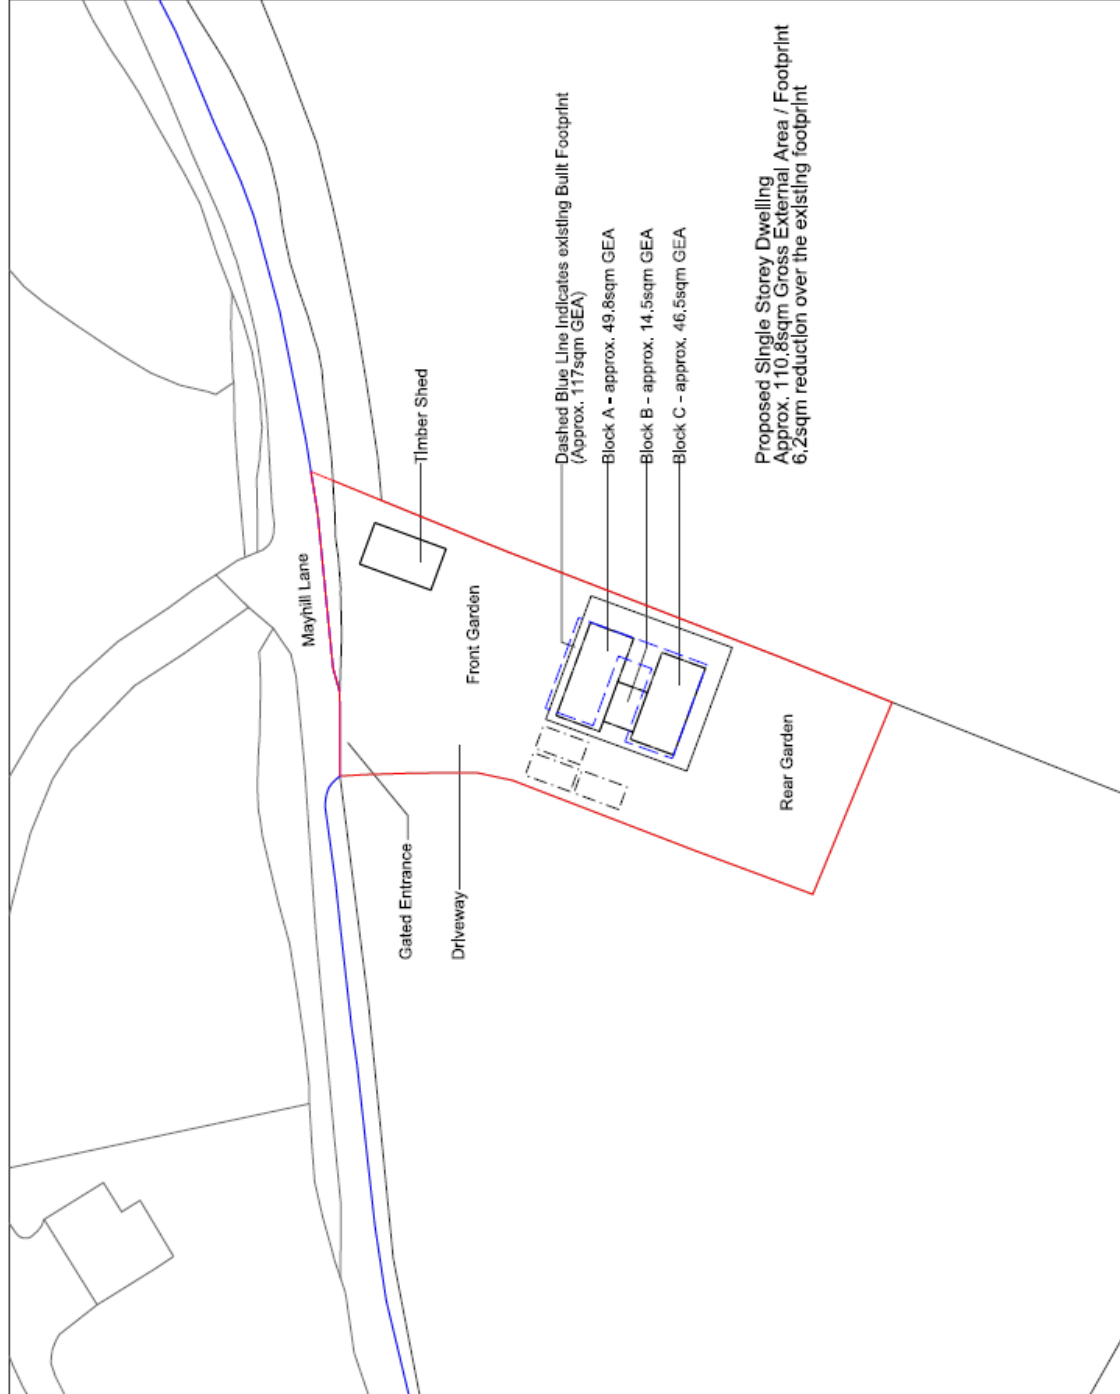 Mayhill Lane
Timber Shed
Gated Entrance
Driveway
Front Garden
Dashed Blue Line indicates existing Built Footprint
(Approx. 117sqm GEA)
Block A - approx. 49.8sqm GEA
Block B - approx. 14.5sqm GEA
Block C - approx. 46.5sqm GEA
Proposed Single Storey Dwelling
Approx. 110.8sqm Gross External Area / Footprint
6.2sqm reduction over the existing footprint
Rear Garden